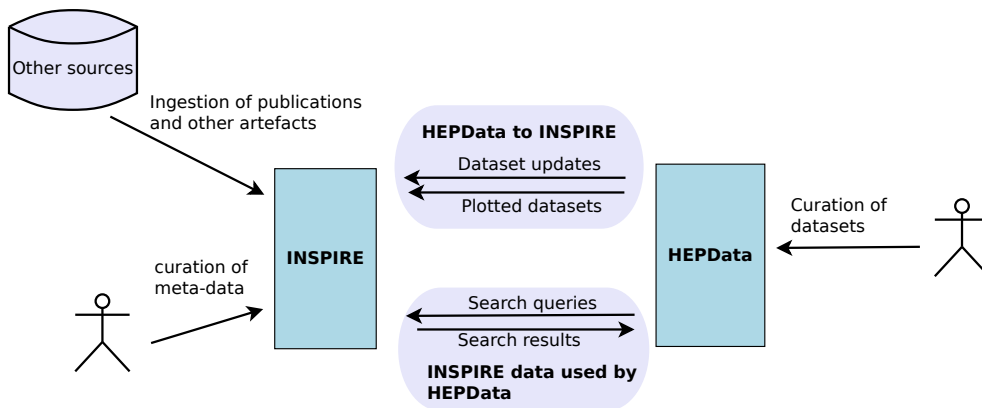 Other sources
Ingestion of publications
and other artefacts
HEPData to INSPIRE
Dataset updates
Plotted datasets
INSPIRE
HEPData
Curation of
datasets
curation of
meta-data
Search queries
Search results
INSPIRE data used by
HEPData